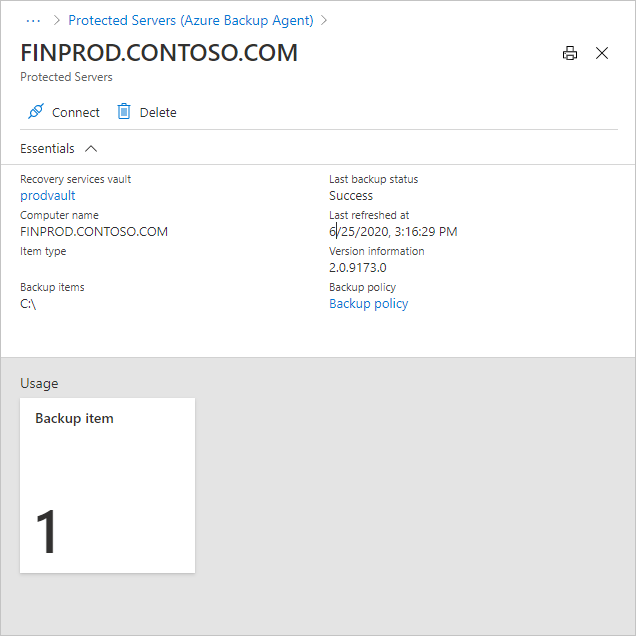 ··· > Protected Servers (Azure Backup Agent) >
FINPROD.CONTOSO.COM
Protected Servers
Connect Delete
Essentials
Recovery services vault
prodvault
Computer name
FINPROD.CONTOSO.COM
Item type
Backup items
C:\
Last backup status
Success
Last refreshed at
6/25/2020, 3:16:29 PM
Version information
2.0.9173.0
Backup policy
Backup policy
Usage
Backup item
1